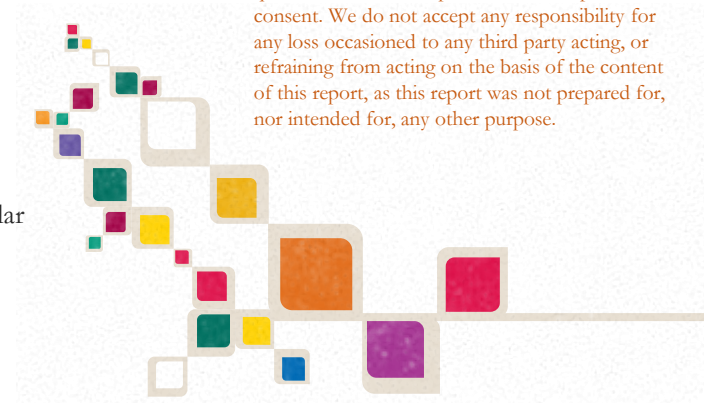 consent. We do not accept any responsibility for
any loss occasioned to any third party acting, or
refraining from acting on the basis of the content
of this report, as this report was not prepared for,
nor intended for, any other purpose.
lar